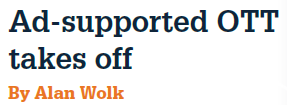 Ad-supported OTT
takes off
By Alan Wolk